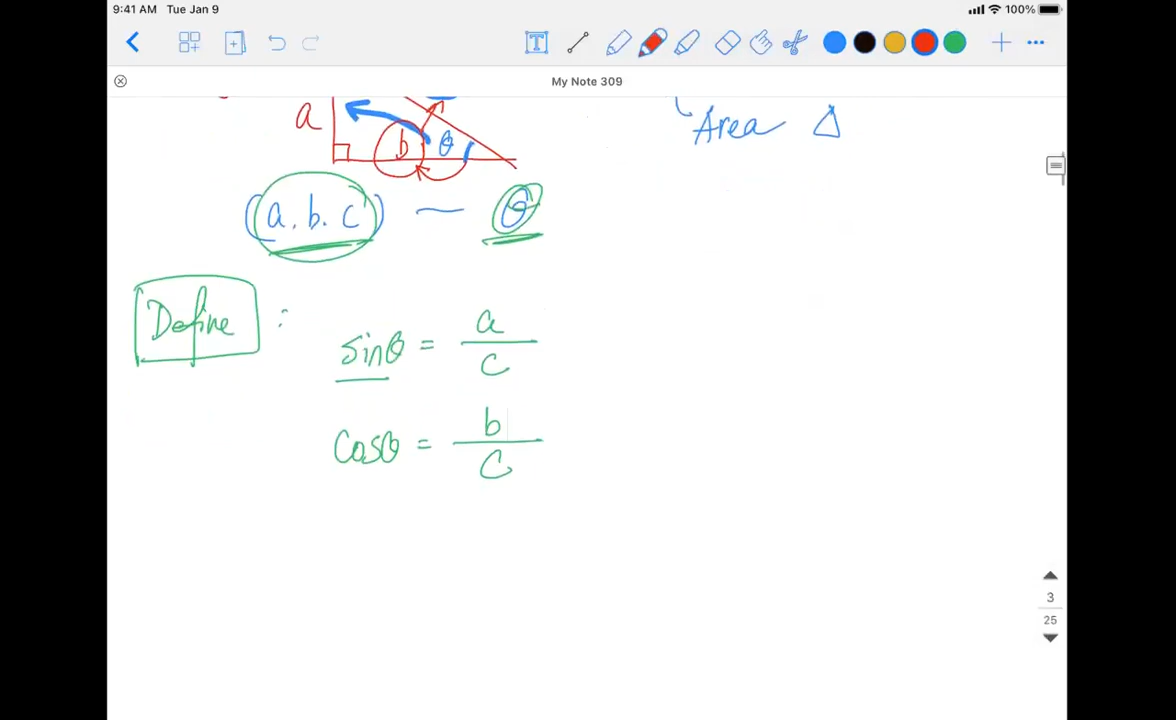 9:41 AM Tue Jan 9
100%
T
My Note 309
a
b θ
Area Δ
(a, b. c) ~ θ
Define :
sinθ = a/c
Cosθ = b/C
3
25